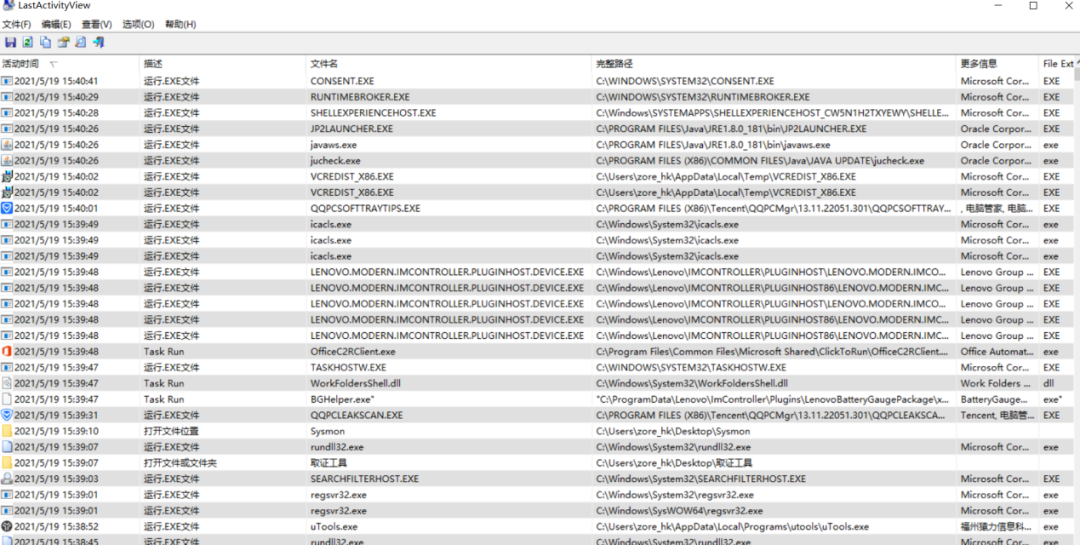 LastActivityView
文件(F) 编辑(E) 查看(V) 选项(O) 帮助(H)
活动时间 描述 文件名 完整路径 更多信息 File Ext
2021/5/19 15:40:41 运行.EXE文件 CONSENT.EXE C:\WINDOWS\SYSTEM32\CONSENT.EXE Microsoft Cor... EXE
2021/5/19 15:40:29 运行.EXE文件 RUNTIMEBROKER.EXE C:\WINDOWS\SYSTEM32\RUNTIMEBROKER.EXE Microsoft Cor... EXE
2021/5/19 15:40:28 运行.EXE文件 SHELLEXPERIENCEHOST.EXE C:\Windows\SYSTEMAPPS\SHELLEXPERIENCEHOST_CW5N1H2TXYEWY\SHELLE... Microsoft Cor... EXE
2021/5/19 15:40:26 运行.EXE文件 JP2LAUNCHER.EXE C:\PROGRAM FILES\Java\JRE1.8.0_181\bin\JP2LAUNCHER.EXE Oracle Corpor... EXE
2021/5/19 15:40:26 运行.EXE文件 javaws.exe C:\PROGRAM FILES\Java\JRE1.8.0_181\bin\javaws.exe Oracle Corpor... exe
2021/5/19 15:40:26 运行.EXE文件 jucheck.exe C:\PROGRAM FILES (X86)\COMMON FILES\Java\JAVA UPDATE\jucheck.exe Oracle Corpor... exe
2021/5/19 15:40:02 运行.EXE文件 VCREDIST_X86.EXE C:\Users\zore_hk\AppData\Local\Temp\VCREDIST_X86.EXE Microsoft Cor... EXE
2021/5/19 15:40:02 运行.EXE文件 VCREDIST_X86.EXE C:\Users\zore_hk\AppData\Local\Temp\VCREDIST_X86.EXE Microsoft Cor... EXE
2021/5/19 15:40:01 运行.EXE文件 QQPCSOFTTRAYTIPS.EXE C:\PROGRAM FILES (X86)\Tencent\QQPCMgr\13.11.22051.301\QQPCSOFTTRAY... , 电脑管家, 电脑... EXE
2021/5/19 15:39:49 运行.EXE文件 icacls.exe C:\Windows\System32\icacls.exe Microsoft Cor... exe
2021/5/19 15:39:49 运行.EXE文件 icacls.exe C:\Windows\System32\icacls.exe Microsoft Cor... exe
2021/5/19 15:39:49 运行.EXE文件 icacls.exe C:\Windows\System32\icacls.exe Microsoft Cor... exe
2021/5/19 15:39:48 运行.EXE文件 LENOVO.MODERN.IMCONTROLLER.PLUGINHOST.DEVICE.EXE C:\Windows\Lenovo\IMCONTROLLER\PLUGINHOST\LENOVO.MODERN.IMCO... Lenovo Group ... EXE
2021/5/19 15:39:48 运行.EXE文件 LENOVO.MODERN.IMCONTROLLER.PLUGINHOST.DEVICE.EXE C:\Windows\Lenovo\IMCONTROLLER\PLUGINHOST86\LENOVO.MODERN.IMC... Lenovo Group ... EXE
2021/5/19 15:39:48 运行.EXE文件 LENOVO.MODERN.IMCONTROLLER.PLUGINHOST.DEVICE.EXE C:\Windows\Lenovo\IMCONTROLLER\PLUGINHOST\LENOVO.MODERN.IMCO... Lenovo Group ... EXE
2021/5/19 15:39:48 运行.EXE文件 LENOVO.MODERN.IMCONTROLLER.PLUGINHOST.DEVICE.EXE C:\Windows\Lenovo\IMCONTROLLER\PLUGINHOST86\LENOVO.MODERN.IMC... Lenovo Group ... EXE
2021/5/19 15:39:48 运行.EXE文件 LENOVO.MODERN.IMCONTROLLER.PLUGINHOST.DEVICE.EXE C:\Windows\Lenovo\IMCONTROLLER\PLUGINHOST86\LENOVO.MODERN.IMC... Lenovo Group ... EXE
2021/5/19 15:39:48 Task Run OfficeC2RClient.exe C:\Program Files\Common Files\Microsoft Shared\ClickToRun\OfficeC2RClient.... Office Automat... exe
2021/5/19 15:39:47 运行.EXE文件 TASKHOSTW.EXE C:\WINDOWS\SYSTEM32\TASKHOSTW.EXE Microsoft Cor... EXE
2021/5/19 15:39:47 Task Run WorkFoldersShell.dll C:\Windows\System32\WorkFoldersShell.dll Work Folders ... dll
2021/5/19 15:39:47 Task Run BGHelper.exe" "C:\ProgramData\Lenovo\ImController\Plugins\LenovoBatteryGaugePackage\x... BatteryGauge... exe"
2021/5/19 15:39:31 运行.EXE文件 QQPCLEAKSCAN.EXE C:\PROGRAM FILES (X86)\Tencent\QQPCMgr\13.11.22051.301\QQPCLEAKSCA... Tencent, 电脑管... EXE
2021/5/19 15:39:10 打开文件位置 Sysmon C:\Users\zore_hk\Desktop\Sysmon
2021/5/19 15:39:07 运行.EXE文件 rundll32.exe C:\Windows\System32\rundll32.exe Microsoft Cor... exe
2021/5/19 15:39:07 打开文件或文件夹 取证工具 C:\Users\zore_hk\Desktop\取证工具
2021/5/19 15:39:03 运行.EXE文件 SEARCHFILTERHOST.EXE C:\Windows\System32\SEARCHFILTERHOST.EXE Microsoft Cor... EXE
2021/5/19 15:39:01 运行.EXE文件 regsvr32.exe C:\Windows\System32\regsvr32.exe Microsoft Cor... exe
2021/5/19 15:39:01 运行.EXE文件 regsvr32.exe C:\Windows\SysWOW64\regsvr32.exe Microsoft Cor... exe
2021/5/19 15:38:52 运行.EXE文件 uTools.exe C:\Users\zore_hk\AppData\Local\Programs\utools\uTools.exe 福州猿力信息科... exe
2021/5/19 15:38:45 运行.EXE文件 rundll32.exe C:\Windows\System32\rundll32.exe Microsoft Cor... exe